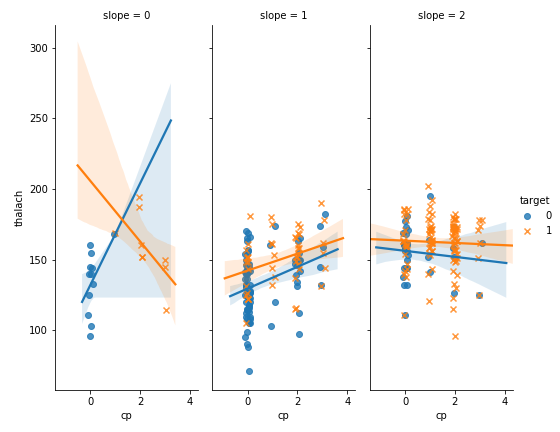 slope = 0
slope = 1
slope = 2
300
250
200
150
100
thalach
0
2
4
0
2
4
0
2
4
cp
cp
cp
target
0
1